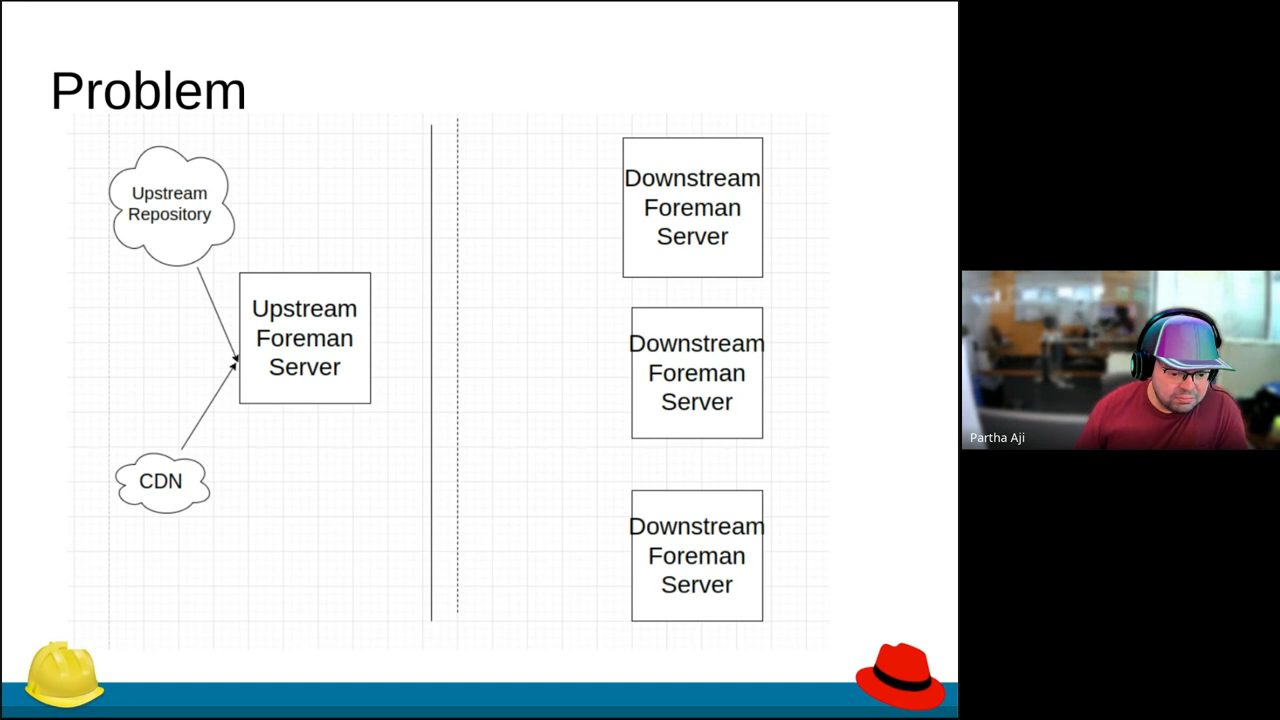 Problem
Upstream
Repository
Upstream
Foreman
Server
CDN
Downstream
Foreman
Server
Downstream
Foreman
Server
Downstream
Foreman
Server
Partha Aji